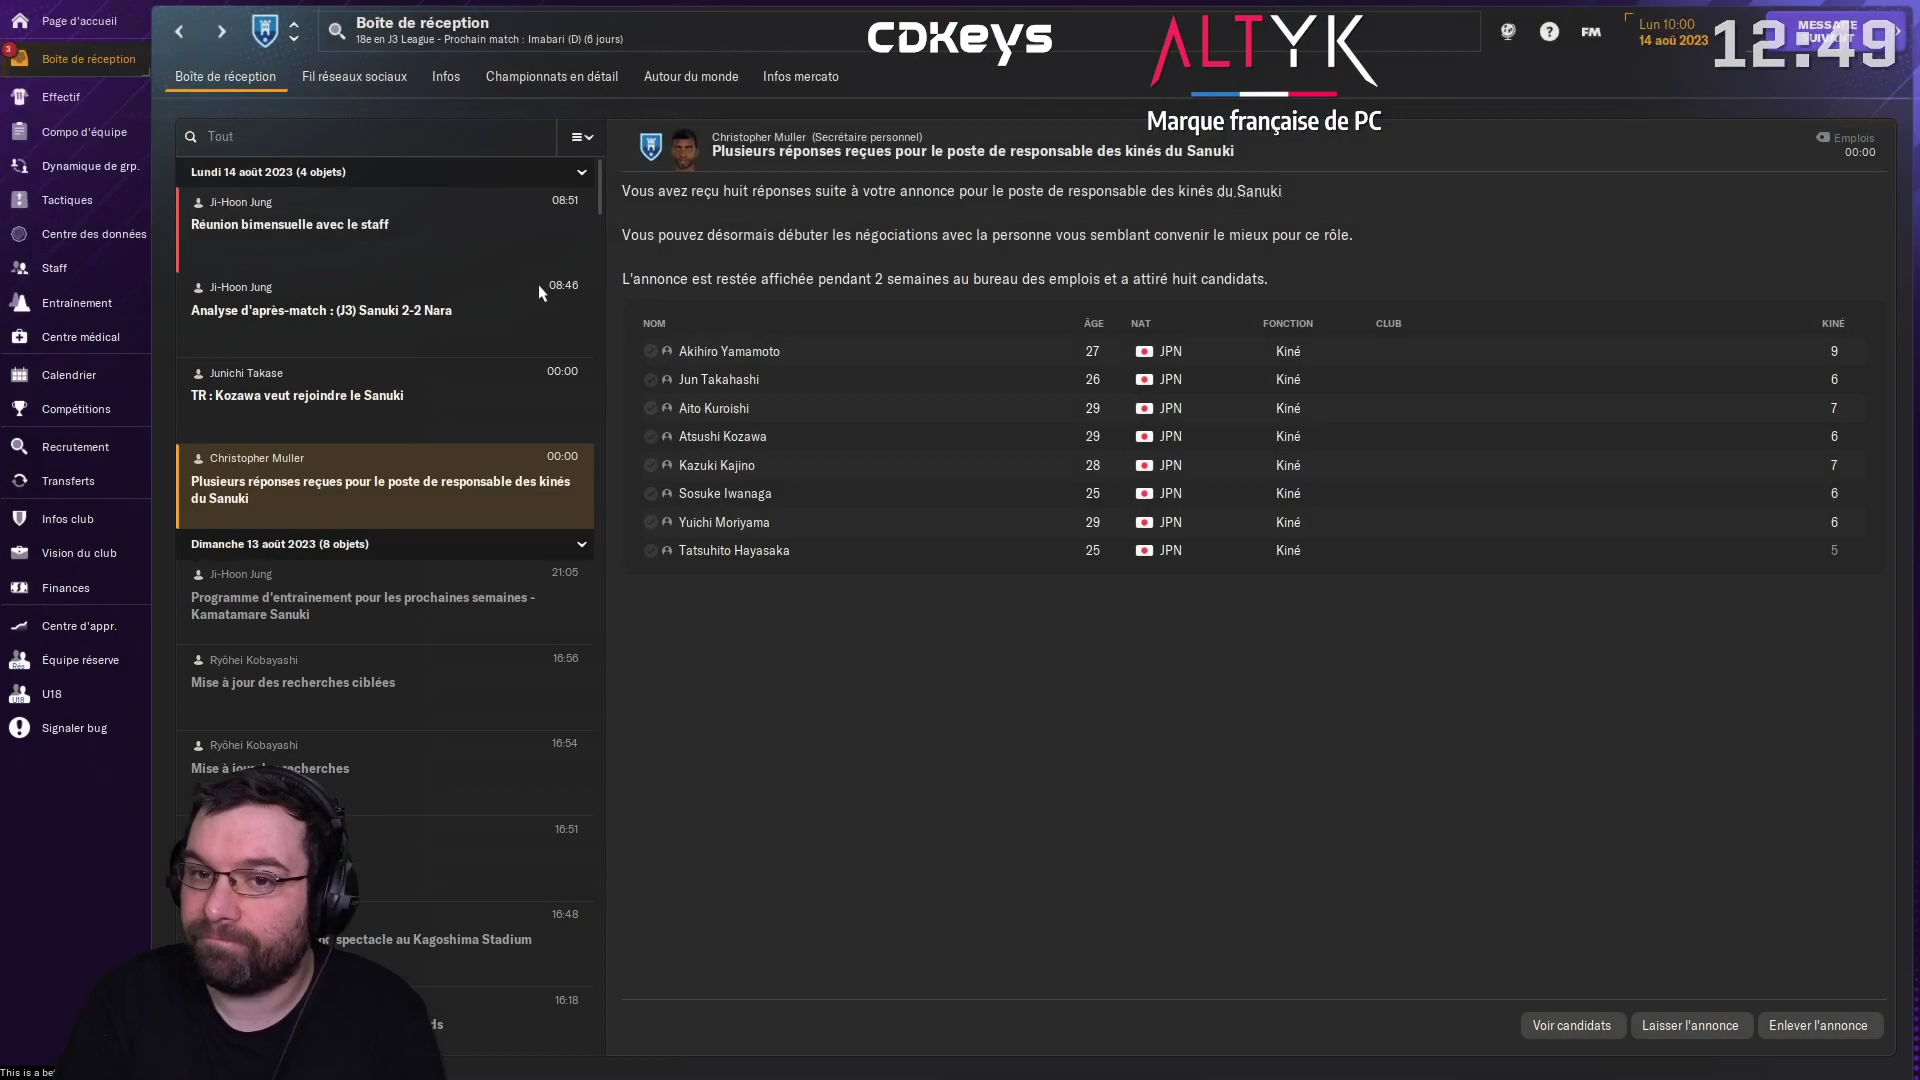 Page d'accueil
3
Boîte de réception
Effectif
Compo d'équipe
Dynamique de grp.
Tactiques
Centre des données
Staff
Entraînement
Centre médical
Calendrier
Compétitions
Recrutement
Transferts
Infos club
Vision du club
Finances
Centre d'appr.
Équipe réserve
U18
Signaler bug
Boîte de réception
18e en J3 League - Prochain match : Imabari (D) (6 jours)
CDKeys
ALTYK
Marque française de PC
FM
Lun 10:00
14 août 2023
MESSAGE
12:49
Boîte de réception
Fil réseaux sociaux
Infos
Championnats en détail
Autour du monde
Infos mercato
Tout
Lundi 14 août 2023 (4 objets)
Ji-Hoon Jung 08:51
Réunion bimensuelle avec le staff
Ji-Hoon Jung 08:46
Analyse d'après-match : (J3) Sanuki 2-2 Nara
Junichi Takase 00:00
TR : Kozawa veut rejoindre le Sanuki
Christopher Muller 00:00
Plusieurs réponses reçues pour le poste de responsable des kinés
du Sanuki
Dimanche 13 août 2023 (8 objets)
Ji-Hoon Jung 21:05
Programme d'entraînement pour les prochaines semaines -
Kamatamare Sanuki
Ryōhei Kobayashi 16:56
Mise à jour des recherches ciblées
Ryōhei Kobayashi 16:54
Mise à jour des recherches
16:51
16:48
spectacle au Kagoshima Stadium
16:18
ds
Christopher Muller (Secrétaire personnel)
Plusieurs réponses reçues pour le poste de responsable des kinés du Sanuki
Emplois
00:00
Vous avez reçu huit réponses suite à votre annonce pour le poste de responsable des kinés du Sanuki
Vous pouvez désormais débuter les négociations avec la personne vous semblant convenir le mieux pour ce rôle.
L'annonce est restée affichée pendant 2 semaines au bureau des emplois et a attiré huit candidats.
NOM ÂGE NAT FONCTION CLUB KINÉ
Akihiro Yamamoto 27 JPN Kiné 9
Jun Takahashi 26 JPN Kiné 6
Aito Kuroishi 29 JPN Kiné 7
Atsushi Kozawa 29 JPN Kiné 6
Kazuki Kajino 28 JPN Kiné 7
Sosuke Iwanaga 25 JPN Kiné 6
Yuichi Moriyama 29 JPN Kiné 6
Tatsuhito Hayasaka 25 JPN Kiné 5
Voir candidats
Laisser l'annonce
Enlever l'annonce
This is a be